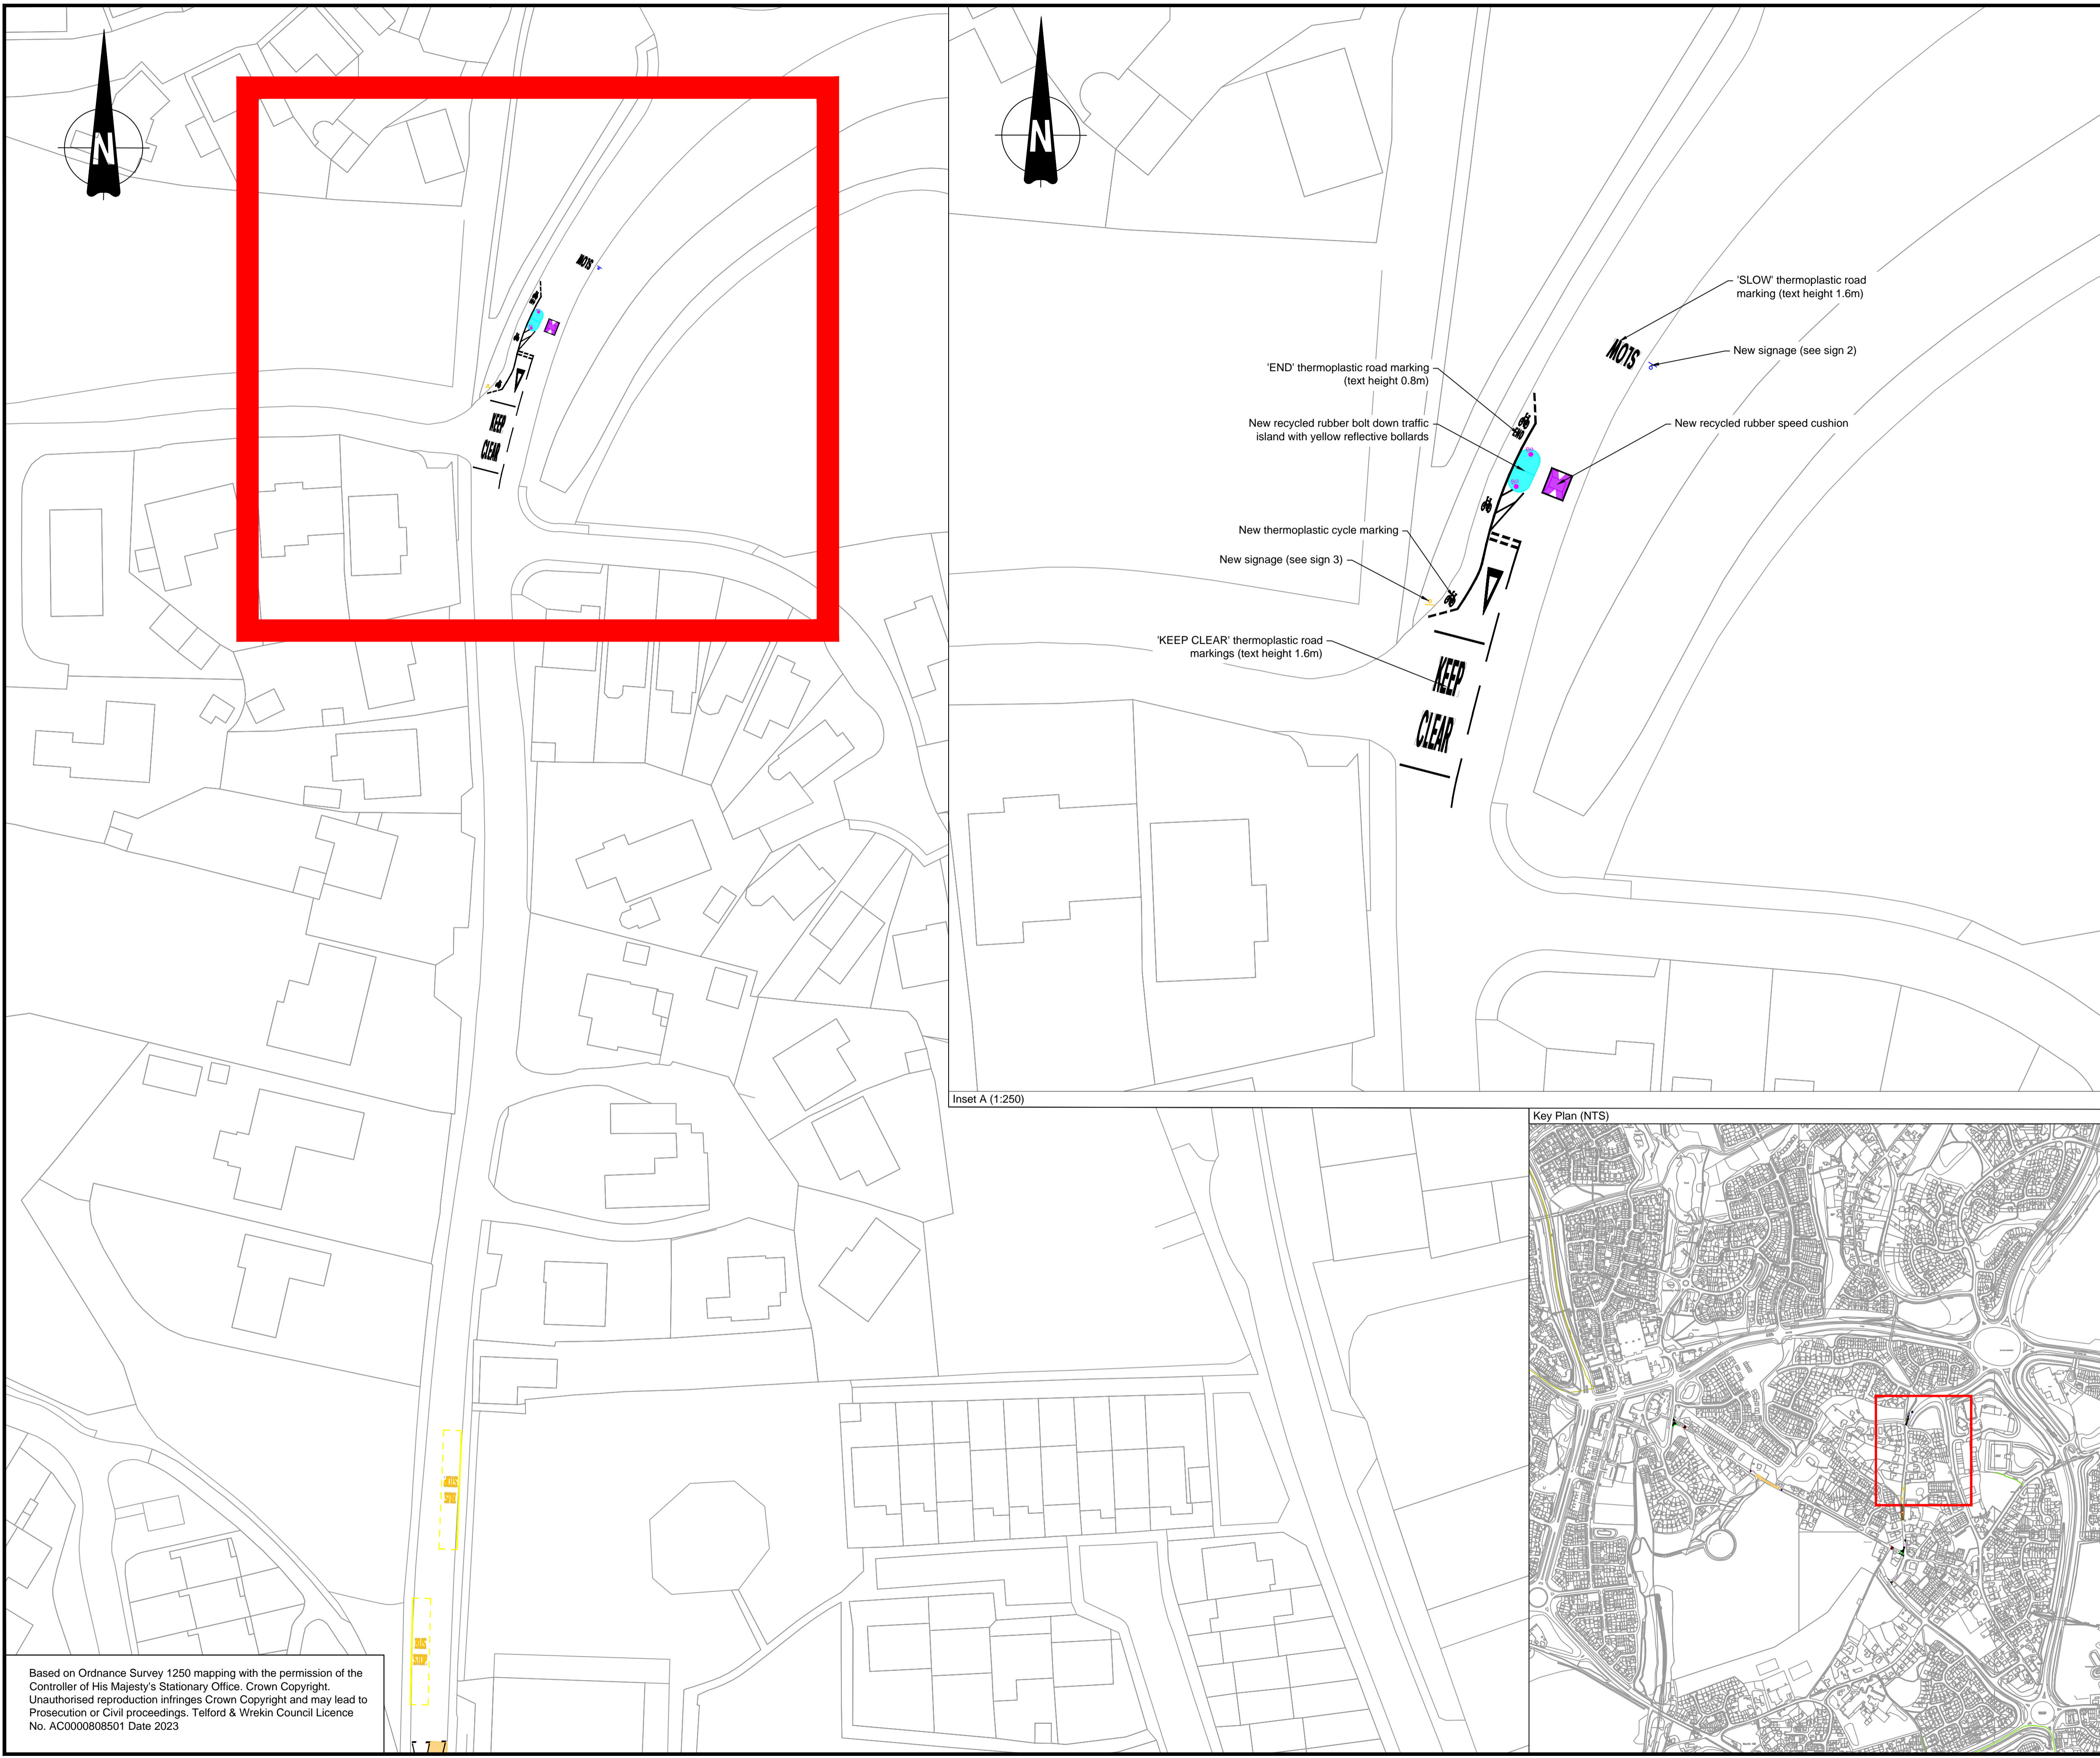 N
SLOW
END
KEEP
CLEAR
BUS
STOP
BUS
STOP
Based on Ordnance Survey 1250 mapping with the permission of the
Controller of His Majesty's Stationary Office. Crown Copyright.
Unauthorised reproduction infringes Crown Copyright and may lead to
Prosecution or Civil proceedings. Telford & Wrekin Council Licence
No. AC0000808501 Date 2023
N
'SLOW' thermoplastic road
marking (text height 1.6m)
SLOW
New signage (see sign 2)
'END' thermoplastic road marking
(text height 0.8m)
END
New recycled rubber bolt down traffic
island with yellow reflective bollards
New recycled rubber speed cushion
New thermoplastic cycle marking
New signage (see sign 3)
'KEEP CLEAR' thermoplastic road
markings (text height 1.6m)
KEEP
CLEAR
Inset A (1:250)
Key Plan (NTS)